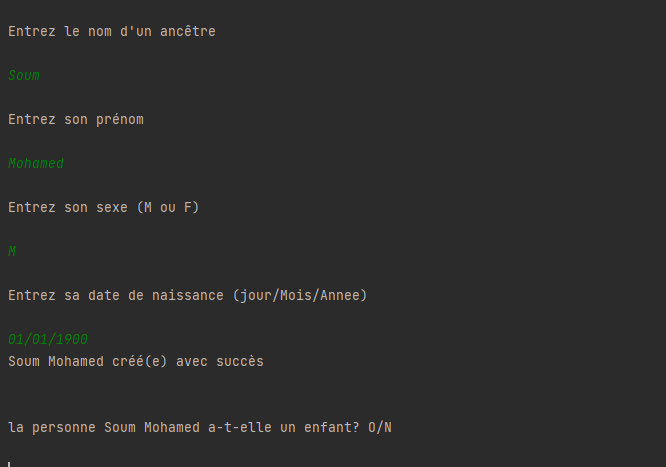 Entrez le nom d'un ancêtre
Soum
Entrez son prénom
Mohamed
Entrez son sexe (M ou F)
M
Entrez sa date de naissance (jour/Mois/Annee)
01/01/1900
Soum Mohamed créé(e) avec succès
la personne Soum Mohamed a-t-elle un enfant? O/N